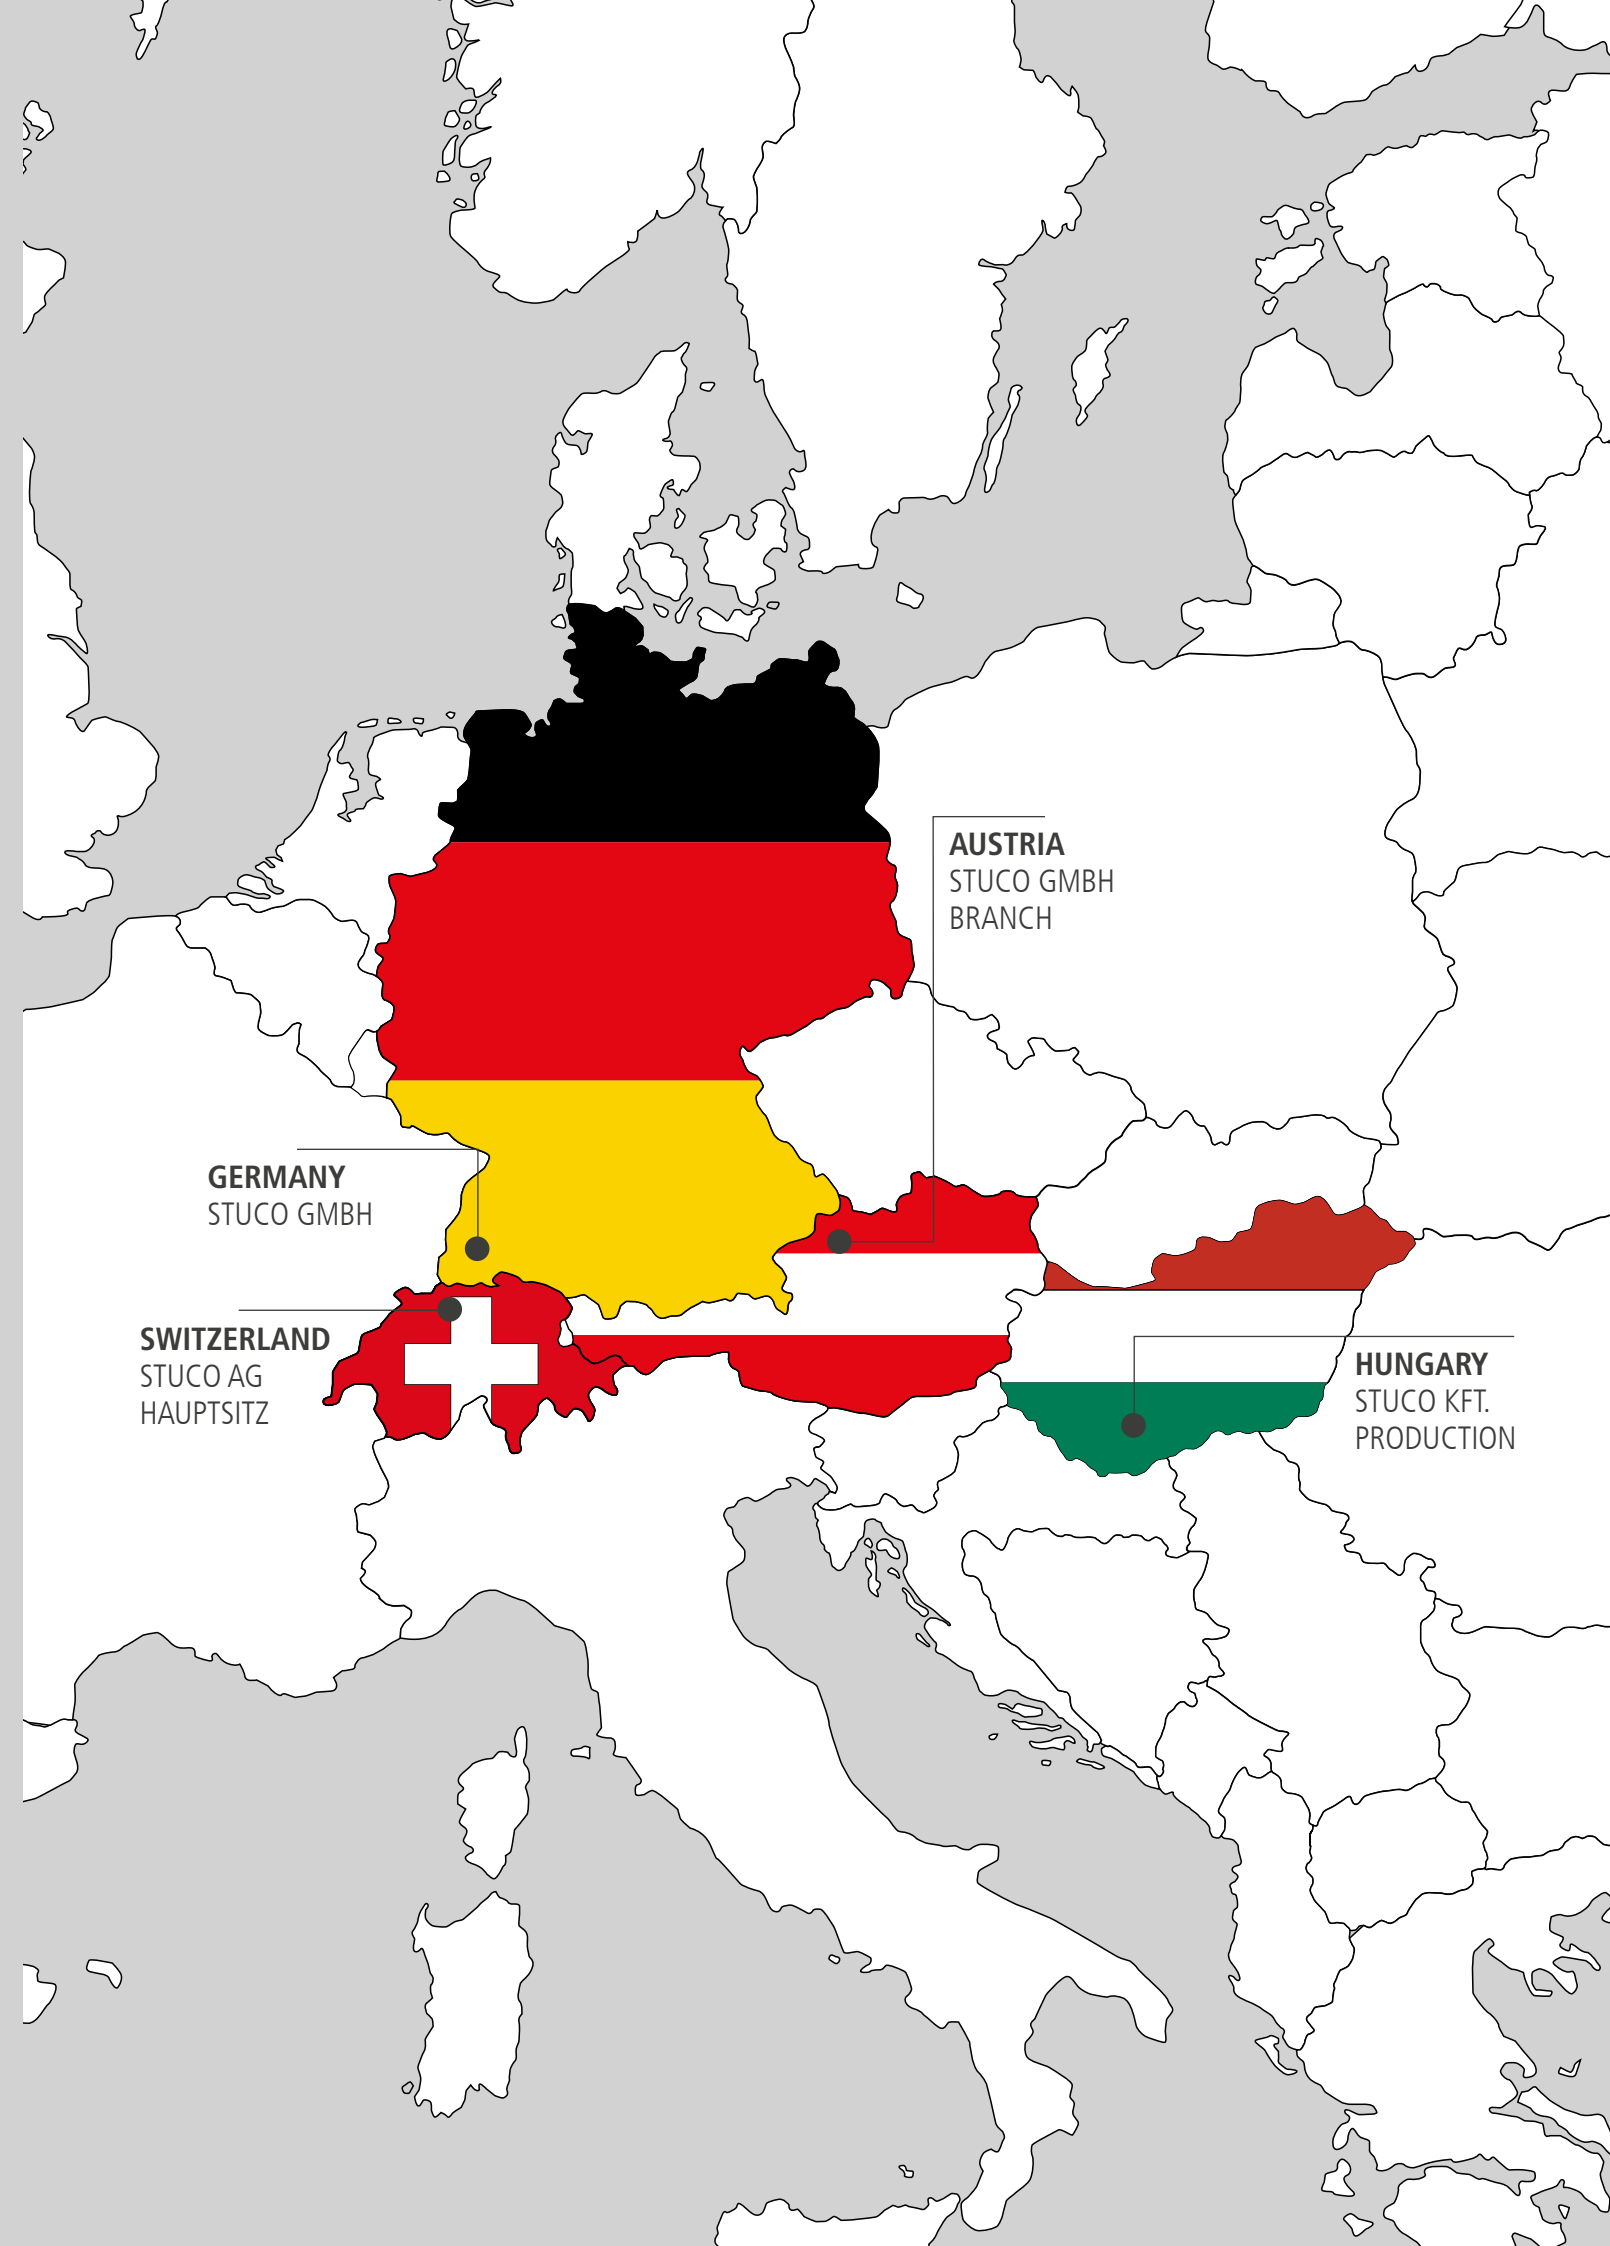 AUSTRIA
STUCO GMBH
BRANCH
GERMANY
STUCO GMBH
SWITZERLAND
STUCO AG
HAUPTSITZ
HUNGARY
STUCO KFT.
PRODUCTION